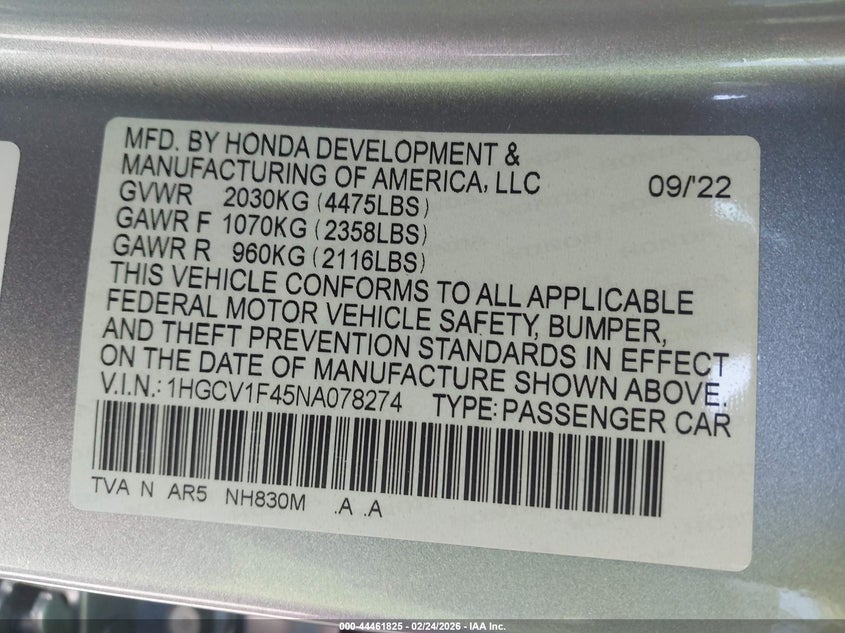 MFD. BY HONDA DEVELOPMENT &
MANUFACTURING OF AMERICA, LLC 09/'22
GVWR 2030KG (4475LBS)
GAWR F 1070KG (2358LBS)
GAWR R 960KG (2116LBS)
THIS VEHICLE CONFORMS TO ALL APPLICABLE
FEDERAL MOTOR VEHICLE SAFETY, BUMPER,
AND THEFT PREVENTION STANDARDS IN EFFECT
ON THE DATE OF MANUFACTURE SHOWN ABOVE.
V.I.N.: 1HGCV1F45NA078274 TYPE: PASSENGER CAR
TVA N AR5 NH830M .A .A
000-44461825 | 02/24/2026 - IAA Inc.